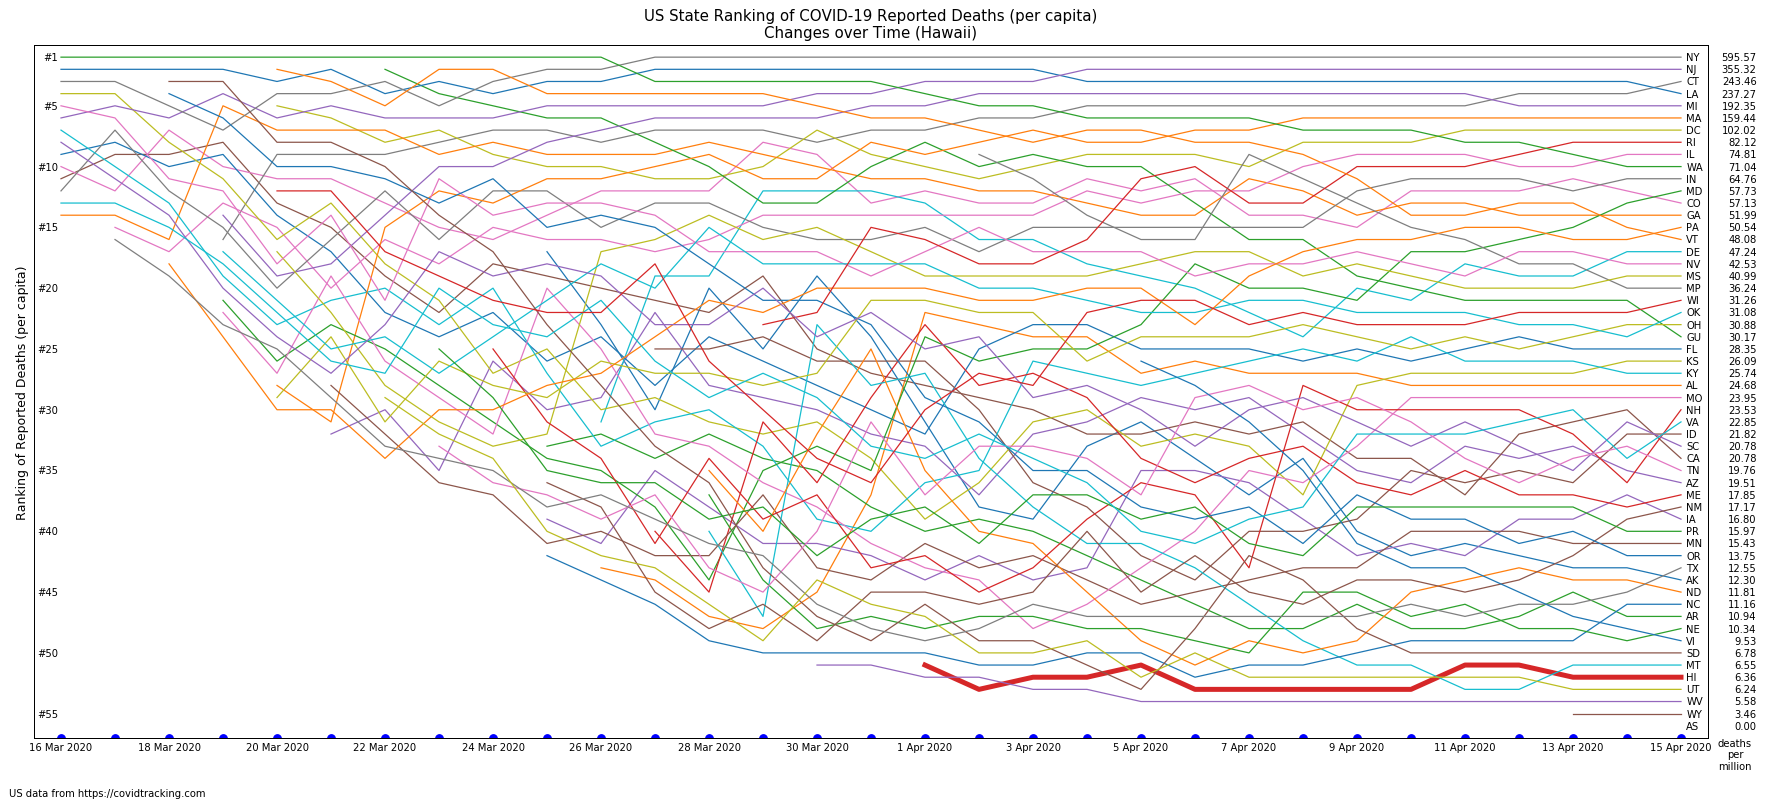 US State Ranking of COVID-19 Reported Deaths (per capita)
Changes over Time (Hawaii)
Ranking of Reported Deaths (per capita)
#1
#5
#10
#15
#20
#25
#30
#35
#40
#45
#50
#55
NY 595.57
NJ 355.32
CT 243.46
LA 237.27
MI 192.35
MA 159.44
DC 102.02
RI 82.12
IL 74.81
WA 71.04
IN 64.76
MD 57.73
CO 57.13
GA 51.99
PA 50.54
VT 48.08
DE 47.24
NV 42.53
MS 40.99
MP 36.24
WI 31.26
OK 31.08
OH 30.88
GU 30.17
FL 28.35
KS 26.09
KY 25.74
AL 24.68
MO 23.95
NH 23.53
VA 22.85
ID 21.82
SC 20.78
CA 20.78
TN 19.76
AZ 19.51
ME 17.85
NM 17.17
IA 16.80
PR 15.97
MN 15.43
OR 13.75
TX 12.55
AK 12.30
ND 11.81
NC 11.16
AR 10.94
NE 10.34
VI 9.53
SD 6.78
MT 6.55
HI 6.36
UT 6.24
WV 5.58
WY 3.46
AS 0.00
16 Mar 2020 18 Mar 2020 20 Mar 2020 22 Mar 2020 24 Mar 2020 26 Mar 2020 28 Mar 2020 30 Mar 2020 1 Apr 2020 3 Apr 2020 5 Apr 2020 7 Apr 2020 9 Apr 2020 11 Apr 2020 13 Apr 2020 15 Apr 2020
deaths
per
million
US data from https://covidtracking.com